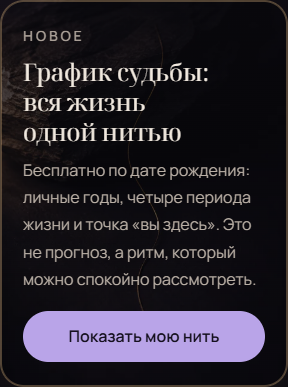 НОВОЕ
График судьбы:
вся жизнь
одной нитью
Бесплатно по дате рождения:
личные годы, четыре периода
жизни и точка «вы здесь». Это
не прогноз, а ритм, который
можно спокойно рассмотреть.
Показать мою нить